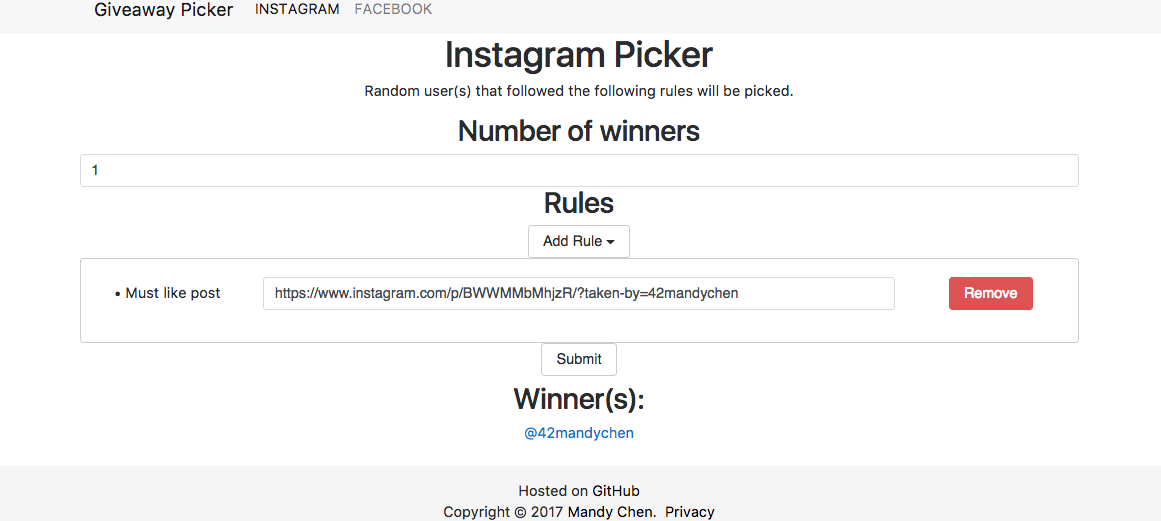 Giveaway Picker INSTAGRAM FACEBOOK
Instagram Picker
Random user(s) that followed the following rules will be picked.
Number of winners
1
Rules
Add Rule
• Must like post https://www.instagram.com/p/BWWMMbMhjzR/?taken-by=42mandychen Remove
Submit
Winner(s):
@42mandychen
Hosted on GitHub
Copyright © 2017 Mandy Chen. Privacy